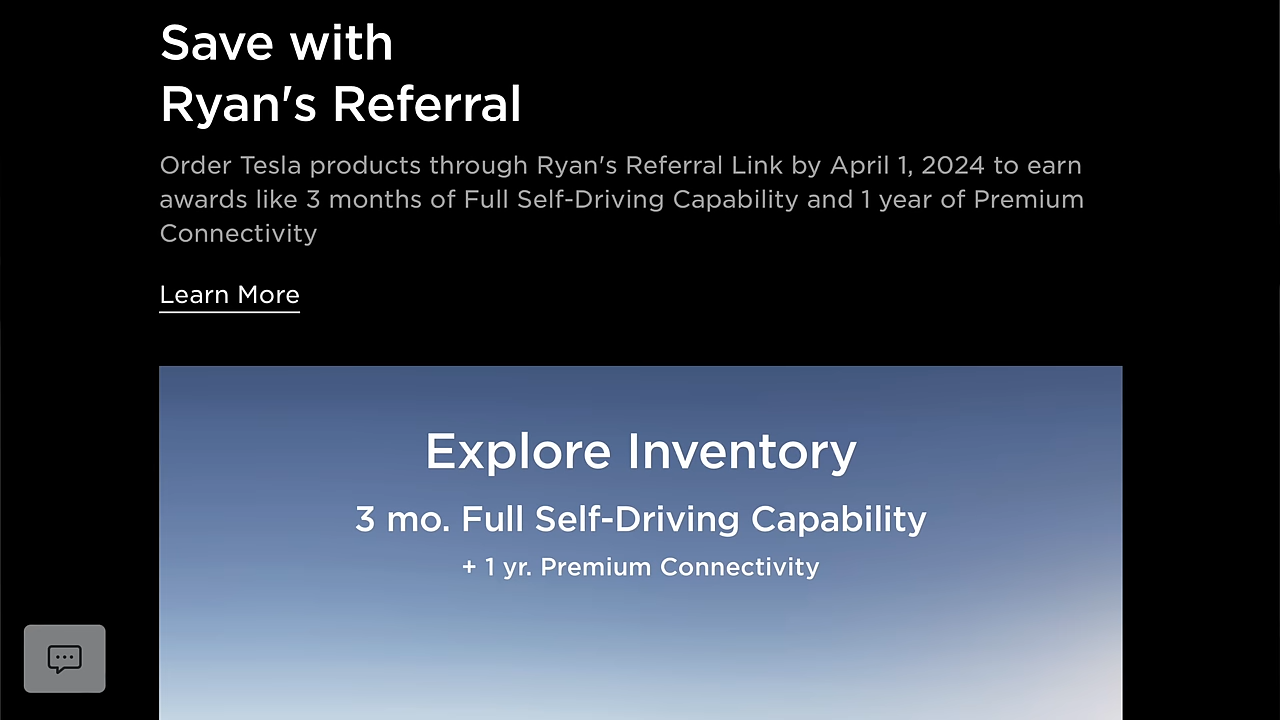 Save with
Ryan's Referral
Order Tesla products through Ryan's Referral Link by April 1, 2024 to earn
awards like 3 months of Full Self-Driving Capability and 1 year of Premium
Connectivity
Learn More
Explore Inventory
3 mo. Full Self-Driving Capability
+ 1 yr. Premium Connectivity